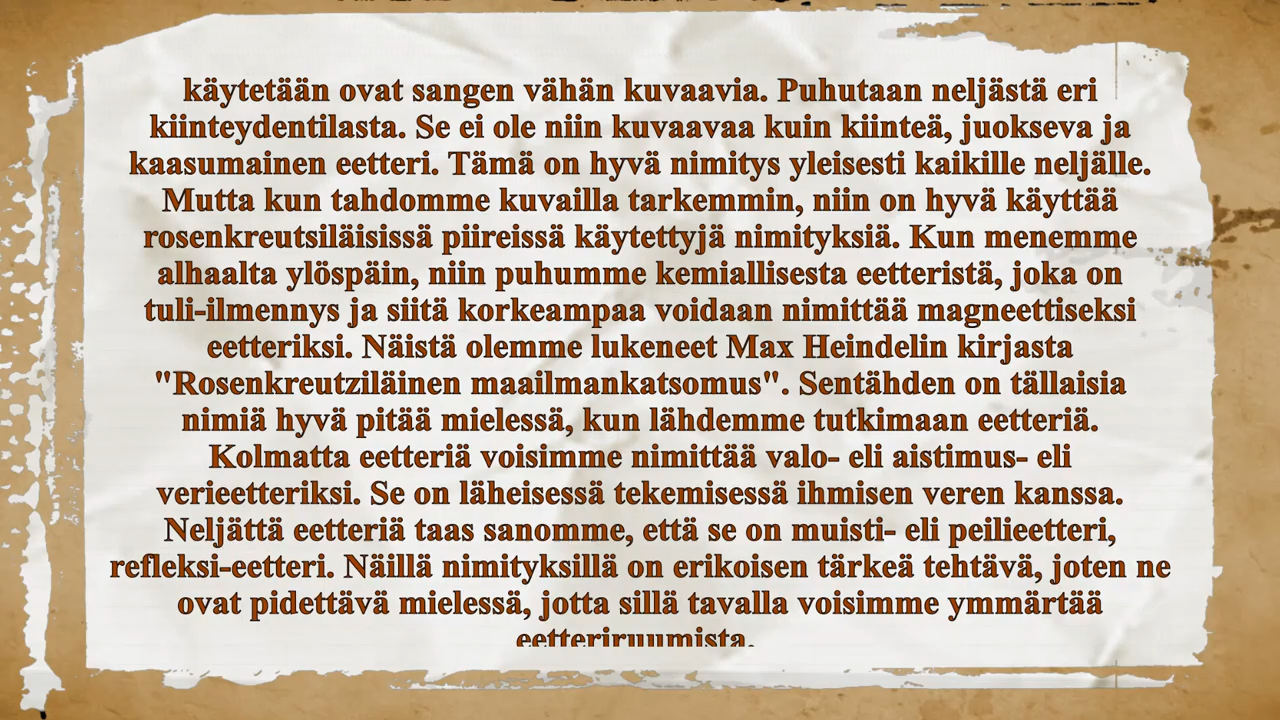 käytetään ovat sangen vähän kuvaavia. Puhutaan neljästä eri
kiinteydentilasta. Se ei ole niin kuvaavaa kuin kiinteä, juokseva ja
kaasumainen eetteri. Tämä on hyvä nimitys yleisesti kaikille neljälle.
Mutta kun tahdomme kuvailla tarkemmin, niin on hyvä käyttää
rosenkreutsiläisissä piireissä käytettyjä nimityksiä. Kun menemme
alhaalta ylöspäin, niin puhumme kemiallisesta eetteristä, joka on
tuli-ilmennys ja siitä korkeampaa voidaan nimittää magneettiseksi
eetteriksi. Näistä olemme lukeneet Max Heindelin kirjasta
"Rosenkreutziläinen maailmankatsomus". Sentähden on tällaisia
nimiä hyvä pitää mielessä, kun lähdemme tutkimaan eetteriä.
Kolmatta eetteriä voisimme nimittää valo- eli aistimus- eli
verieetteriksi. Se on läheisessä tekemisessä ihmisen veren kanssa.
Neljättä eetteriä taas sanomme, että se on muisti- eli peilieetteri,
refleksi-eetteri. Näillä nimityksillä on erikoisen tärkeä tehtävä, joten ne
ovat pidettävä mielessä, jotta sillä tavalla voisimme ymmärtää
eetteriruumista.